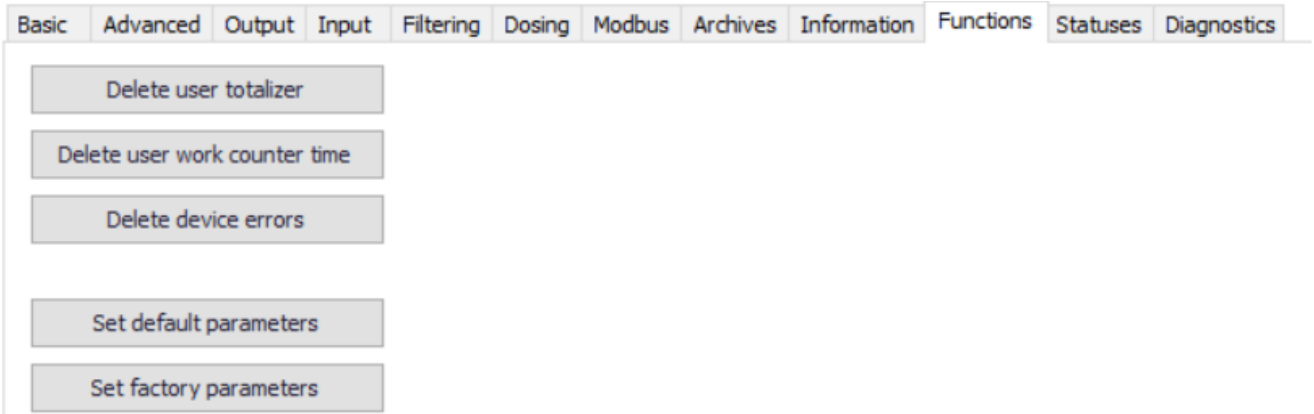 Basic Advanced Output Input Filtering Dosing Modbus Archives Information Functions Statuses Diagnostics
Delete user totalizer
Delete user work counter time
Delete device errors
Set default parameters
Set factory parameters